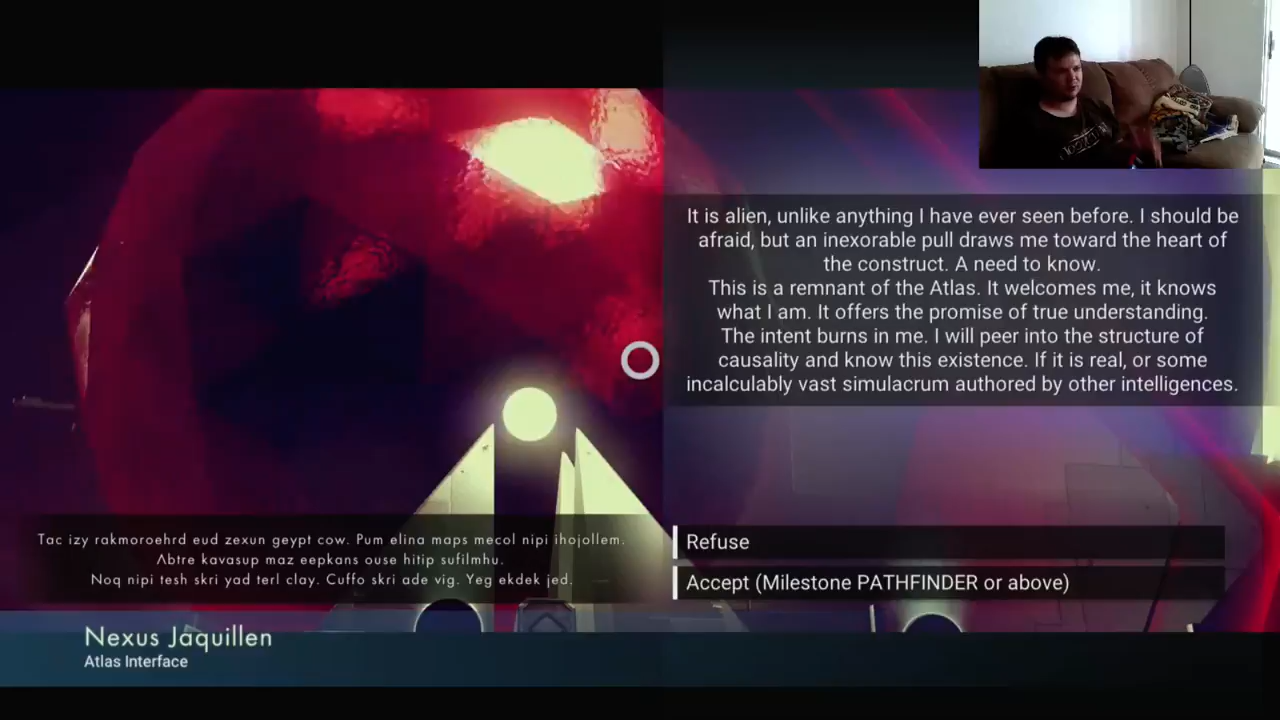 It is alien, unlike anything I have ever seen before. I should be
afraid, but an inexorable pull draws me toward the heart of
the construct. A need to know.
This is a remnant of the Atlas. It welcomes me, it knows
what I am. It offers the promise of true understanding.
The intent burns in me. I will peer into the structure of
causality and know this existence. If it is real, or some
incalculably vast simulacrum authored by other intelligences.
Tac izy rakmoroehrd eud zexun geypt cow. Pum elina maps mecol nipi ihojollem.
Abtre kavasup maz eepkans ouse hitip sufilmhu.
Noq nipi tesh skri yad terl clay. Cuffo skri ade vig. Yeg ekdek jed.
Refuse
Accept (Milestone PATHFINDER or above)
Nexus Jaquillen
Atlas Interface